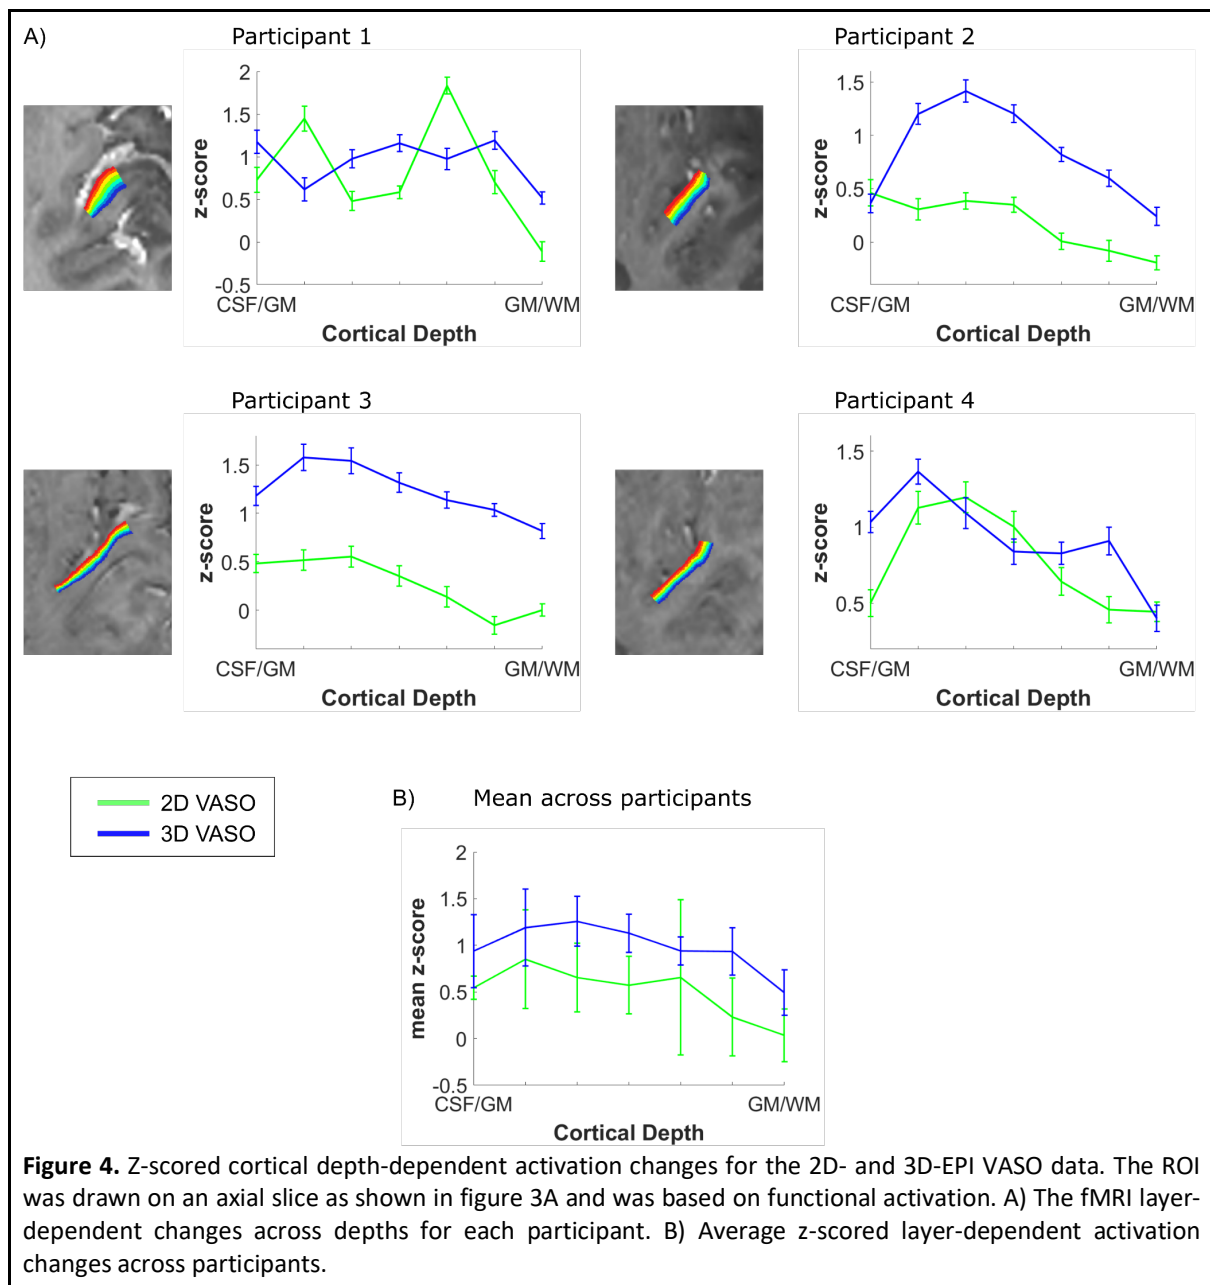 A)
Participant 1
2
1.5
1
0.5
0
-0.5
z-score
CSF/GM
GM/WM
Cortical Depth
Participant 2
1.5
1
0.5
0
z-score
CSF/GM
GM/WM
Cortical Depth
Participant 3
1.5
1
0.5
0
z-score
CSF/GM
GM/WM
Cortical Depth
Participant 4
1.5
1
0.5
z-score
CSF/GM
GM/WM
Cortical Depth
2D VASO
3D VASO
B)
Mean across participants
2
1.5
1
0.5
0
-0.5
mean z-score
CSF/GM
GM/WM
Cortical Depth
Figure 4. Z-scored cortical depth-dependent activation changes for the 2D- and 3D-EPI VASO data. The ROI
was drawn on an axial slice as shown in figure 3A and was based on functional activation. A) The fMRI layer-
dependent changes across depths for each participant. B) Average z-scored layer-dependent activation
changes across participants.